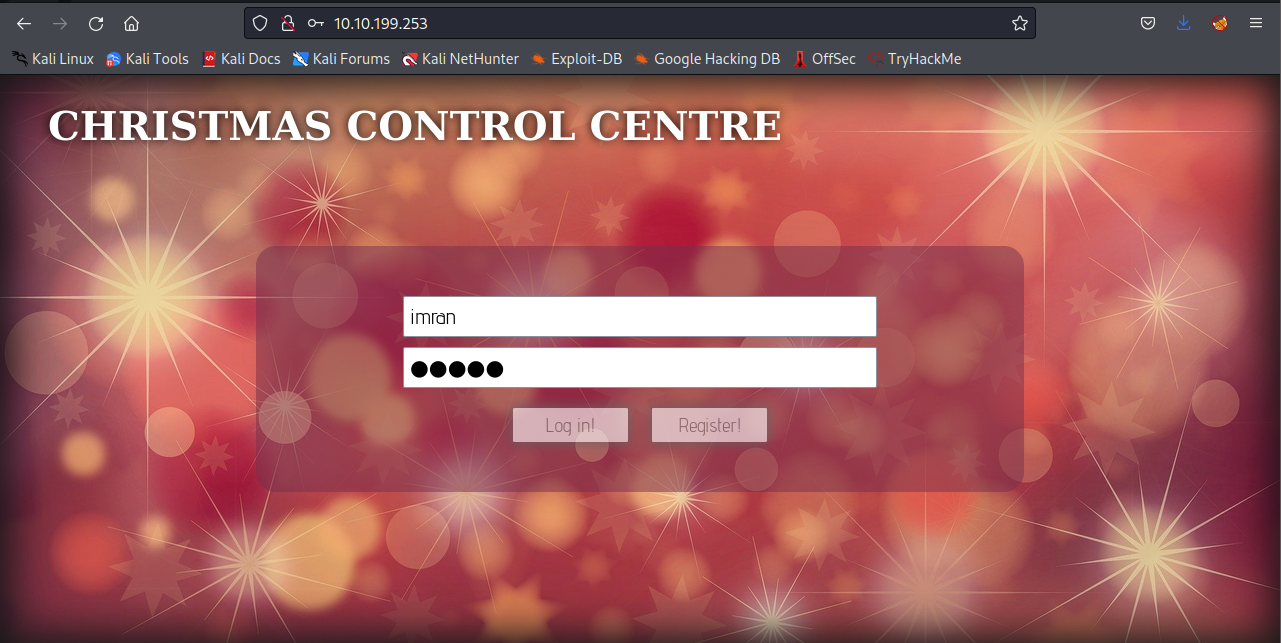 10.10.199.253
Kali Linux Kali Tools Kali Docs Kali Forums Kali NetHunter Exploit-DB Google Hacking DB OffSec TryHackMe
CHRISTMAS CONTROL CENTRE
imran
●●●●●
Log in! Register!